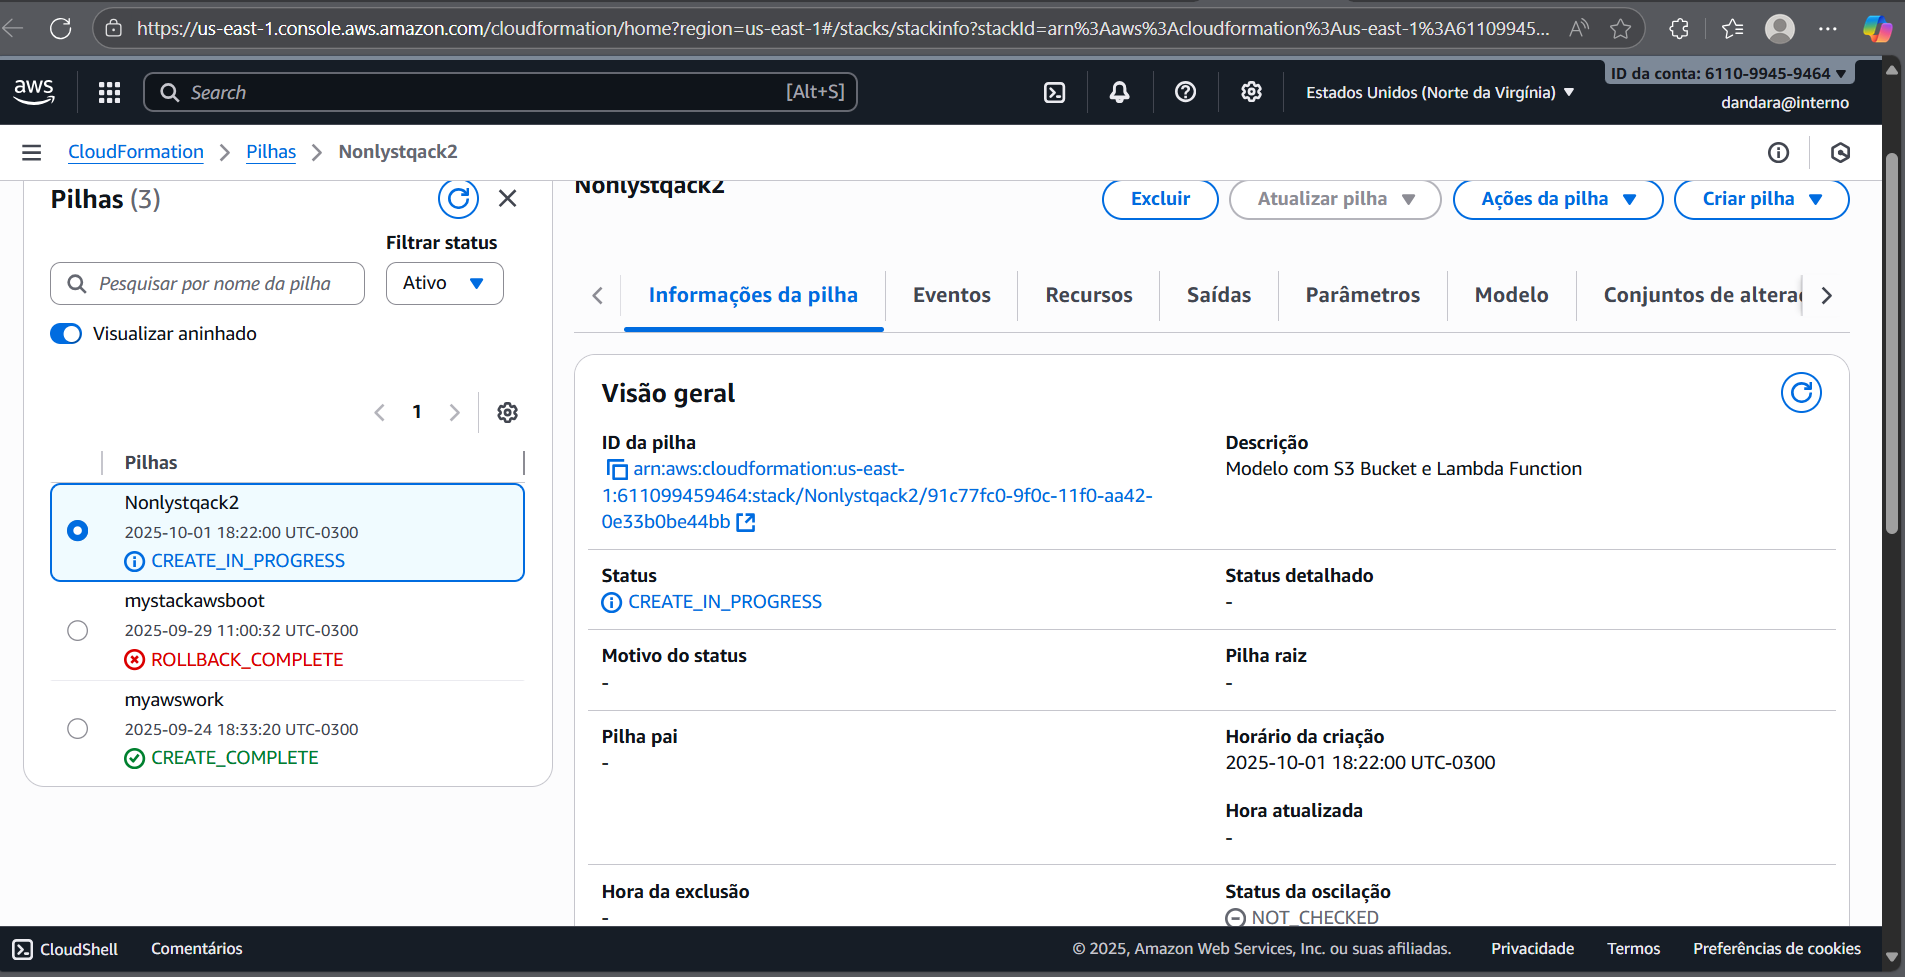 https://us-east-1.console.aws.amazon.com/cloudformation/home?region=us-east-1#/stacks/stackinfo?stackId=arn%3Aaws%3Acloudformation%3Aus-east-1%3A61109945...
aws
Search [Alt+S]
Estados Unidos (Norte da Virgínia)
ID da conta: 6110-9945-9464
dandara@interno
CloudFormation
Pilhas
Nonlystqack2
Pilhas (3)
Filtrar status
Pesquisar por nome da pilha
Ativo
Visualizar aninhado
1
Pilhas
Nonlystqack2
2025-10-01 18:22:00 UTC-0300
CREATE_IN_PROGRESS
mystackawsboot
2025-09-29 11:00:32 UTC-0300
ROLLBACK_COMPLETE
myawswork
2025-09-24 18:33:20 UTC-0300
CREATE_COMPLETE
Nonlystqack2
Excluir
Atualizar pilha
Ações da pilha
Criar pilha
Informações da pilha
Eventos
Recursos
Saídas
Parâmetros
Modelo
Conjuntos de altera
Visão geral
ID da pilha
arn:aws:cloudformation:us-east-
1:611099459464:stack/Nonlystqack2/91c77fc0-9f0c-11f0-aa42-
0e33b0be44bb
Descrição
Modelo com S3 Bucket e Lambda Function
Status
CREATE_IN_PROGRESS
Status detalhado
-
Motivo do status
-
Pilha raiz
-
Pilha pai
-
Horário da criação
2025-10-01 18:22:00 UTC-0300
Hora atualizada
-
Hora da exclusão
-
Status da oscilação
NOT_CHECKED
CloudShell
Comentários
© 2025, Amazon Web Services, Inc. ou suas afiliadas.
Privacidade
Termos
Preferências de cookies